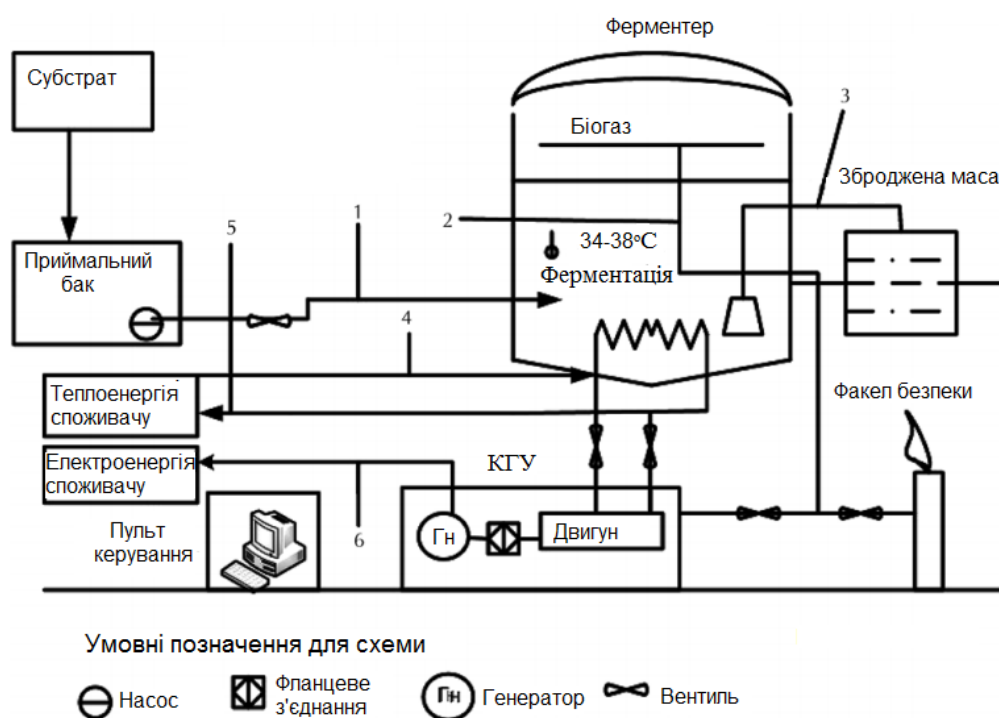 Ферментер
Субстрат
Біогаз
3
Зброджена маса
1
2
5
34-38°С
Ферментація
Приймальний
бак
4
Теплоенергія
споживачу
Факел безпеки
Електроенергія
споживачу
КГУ
Пульт
керування
6
Гн
Двигун
Умовні позначення для схеми
Насос
Фланцеве
з'єднання
Гн
Генератор
Вентиль